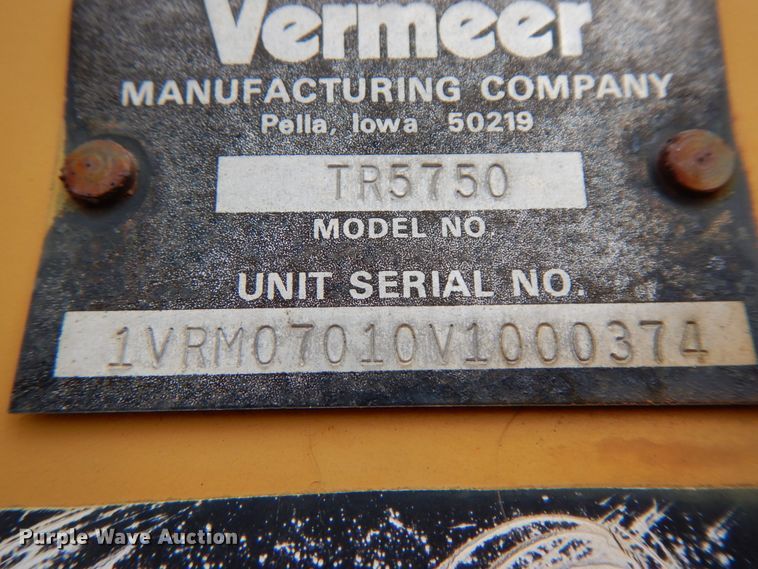 Vermeer
MANUFACTURING COMPANY
Pella, Iowa 50219
TR5750
MODEL NO.
UNIT SERIAL NO.
1VRM07010V1000374
Purple Wave Auction